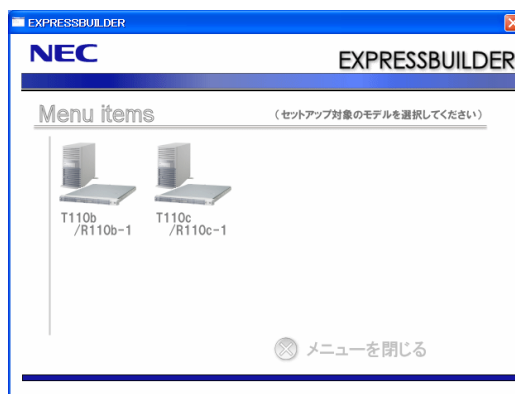 EXPRESSBUILDER
NEC
EXPRESSBUILDER
Menu items
(セットアップ対象のモデルを選択してください)
T110b
/R110b-1
T110c
/R110c-1
メニューを閉じる